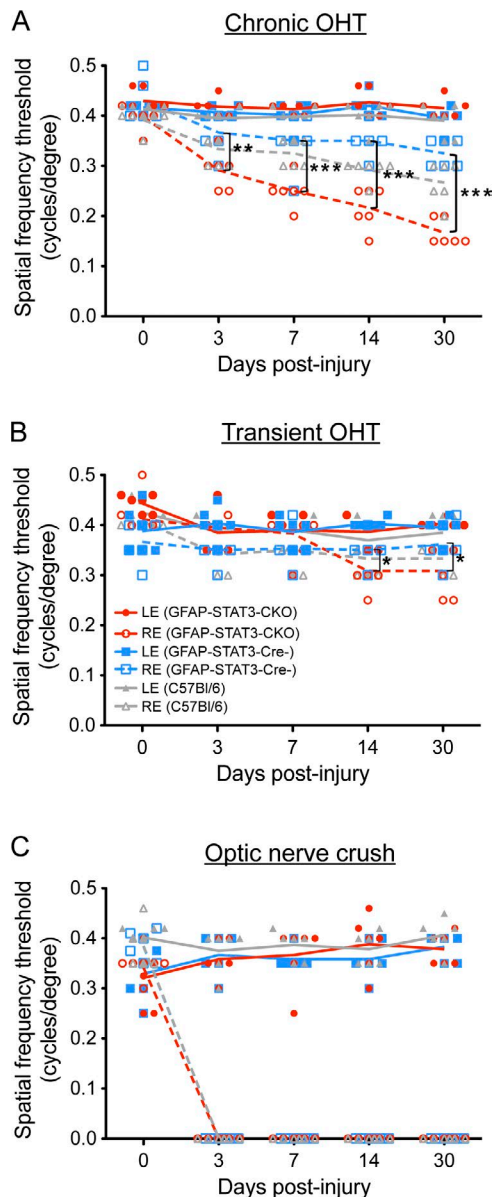 A
Chronic OHT
Spatial frequency threshold
(cycles/degree)
0.5
0.4
0.3
0.2
0.1
0.0
**
***
***
***
0
3
7
14
30
Days post-injury
B
Transient OHT
Spatial frequency threshold
(cycles/degree)
0.5
0.4
0.3
0.2
0.1
0.0
*
*
LE (GFAP-STAT3-CKO)
RE (GFAP-STAT3-CKO)
LE (GFAP-STAT3-Cre-)
RE (GFAP-STAT3-Cre-)
LE (C57Bl/6)
RE (C57Bl/6)
0
3
7
14
30
Days post-injury
C
Optic nerve crush
Spatial frequency threshold
(cycles/degree)
0.5
0.4
0.3
0.2
0.1
0.0
0
3
7
14
30
Days post-injury